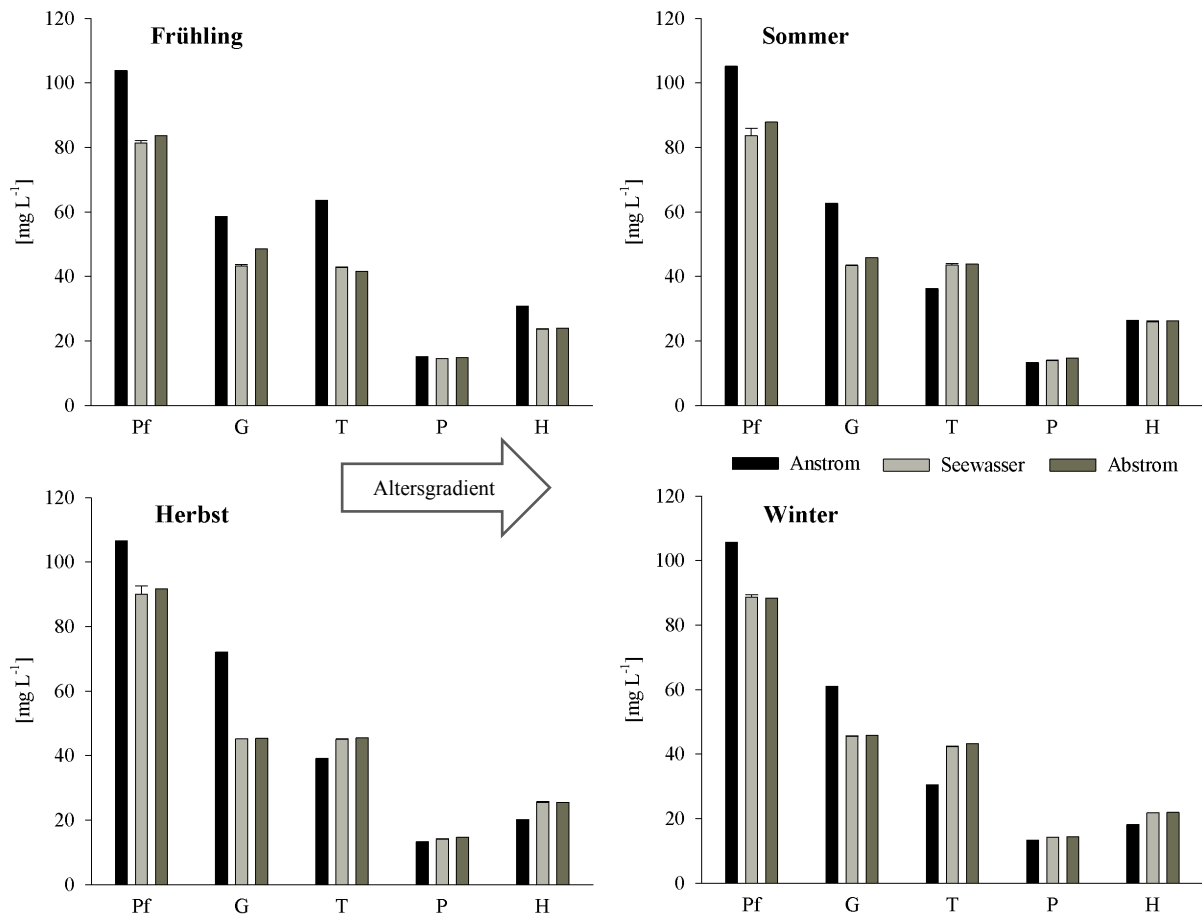 Frühling
120
100
80
60
40
20
0
[mg L⁻¹]
Pf G T P H
Sommer
120
100
80
60
40
20
0
[mg L⁻¹]
Pf G T P H
Anstrom Seewasser Abstrom
Altersgradient
Herbst
120
100
80
60
40
20
0
[mg L⁻¹]
Pf G T P H
Winter
120
100
80
60
40
20
0
[mg L⁻¹]
Pf G T P H